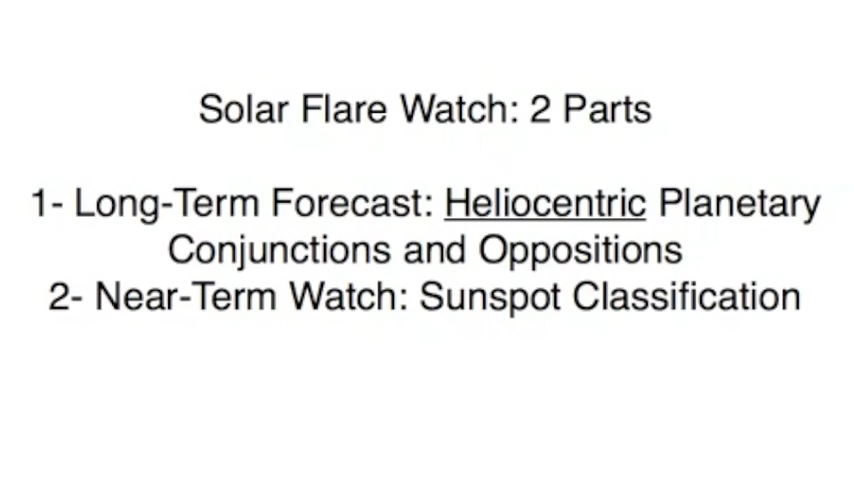 Solar Flare Watch: 2 Parts
1- Long-Term Forecast: Heliocentric Planetary
Conjunctions and Oppositions
2- Near-Term Watch: Sunspot Classification